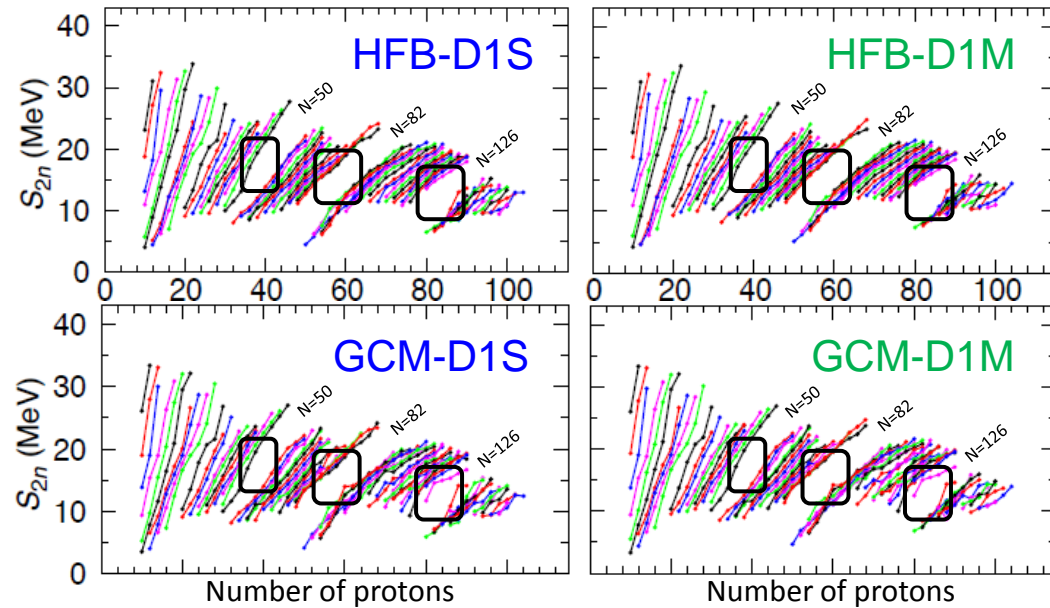 HFB-D1S
HFB-D1M
S2n (MeV)
40
30
20
10
0
N=50
N=82
N=126
N=50
N=82
N=126
0 20 40 60 80 100
0 20 40 60 80 100
GCM-D1S
GCM-D1M
S2n (MeV)
40
30
20
10
0
N=50
N=82
N=126
N=50
N=82
N=126
Number of protons
Number of protons